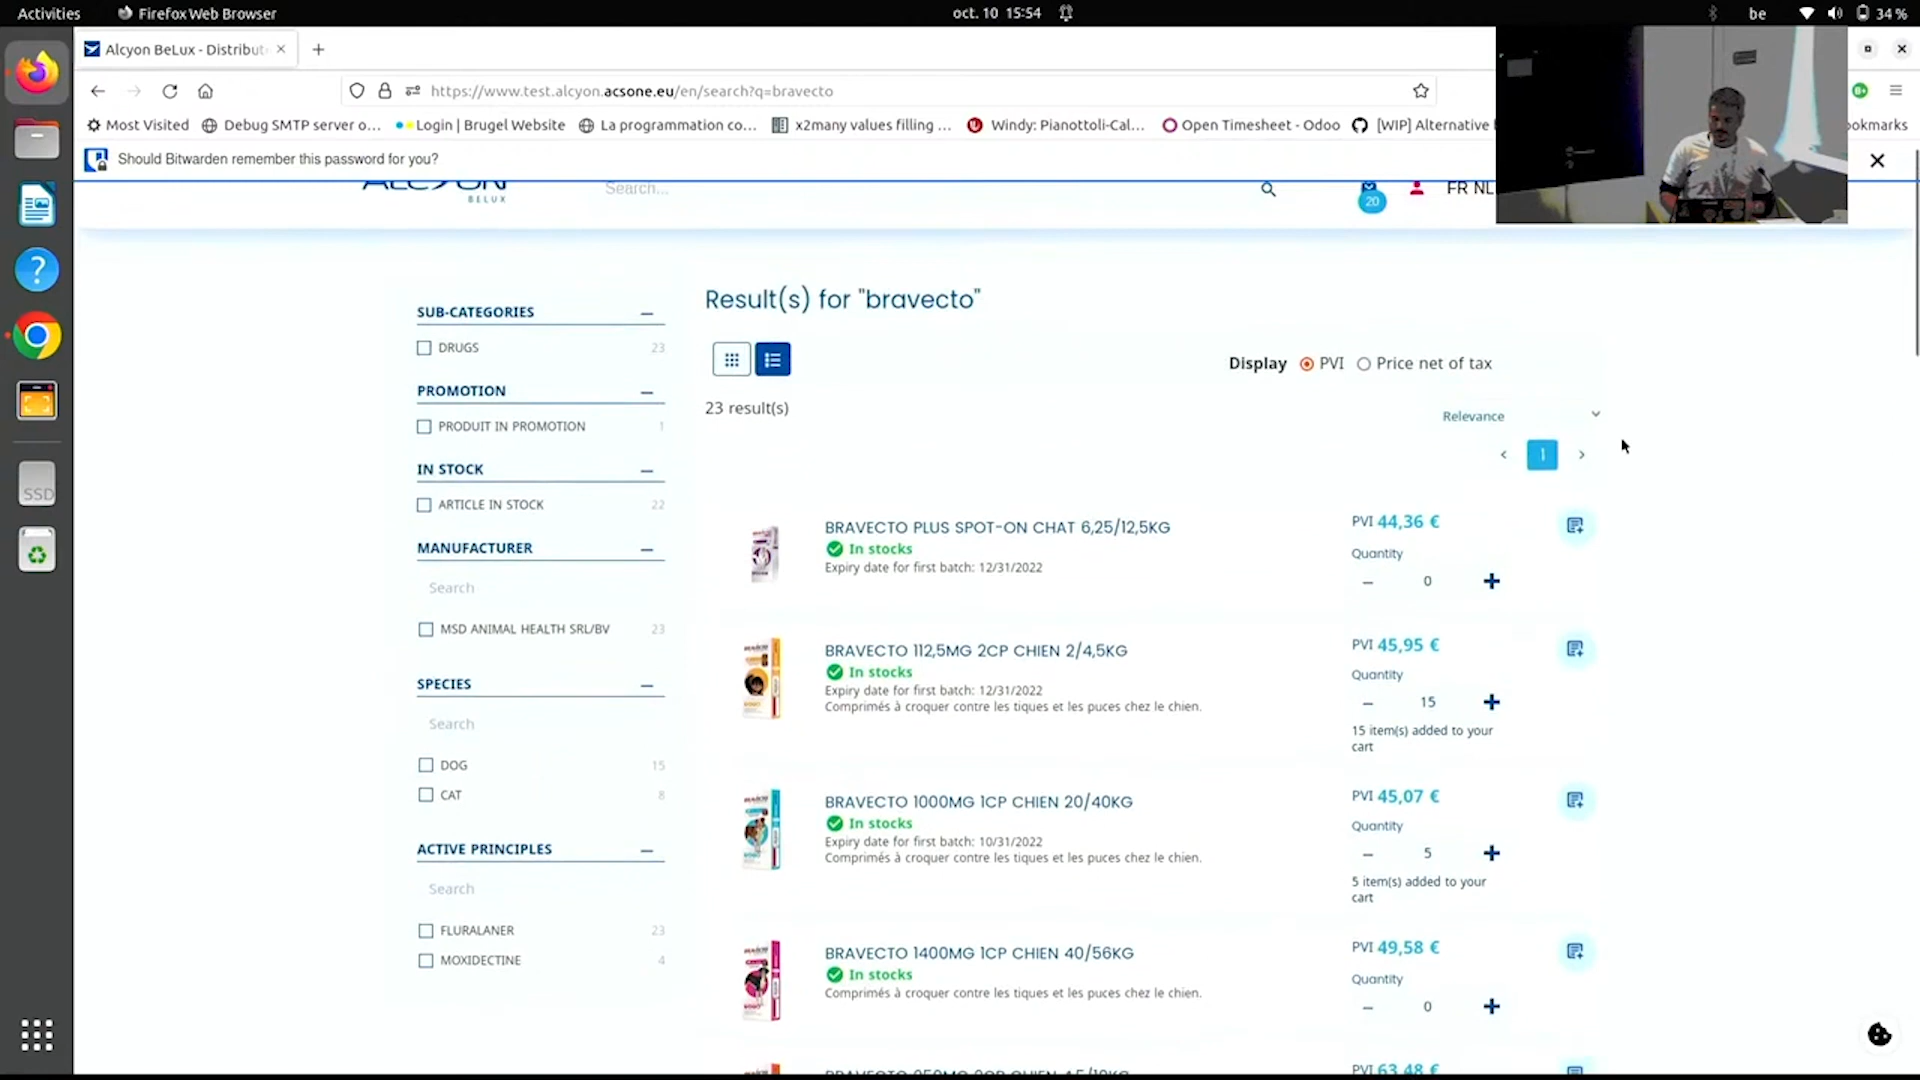 Activities
Firefox Web Browser
oct. 10 15:54
be
34 %
Alcyon BeLux - Distribut
https://www.test.alcyon.acsone.eu/en/search?q=bravecto
Most Visited
Debug SMTP server o...
Login | Brugel Website
La programmation co...
x2many values filling ...
Windy: Pianottoli-Cal...
Open Timesheet - Odoo
[WIP] Alternative
ookmarks
Should Bitwarden remember this password for you?
ALCYON
BELUX
Search...
20
FR NL
SUB-CATEGORIES
DRUGS 23
PROMOTION
PRODUIT IN PROMOTION 1
IN STOCK
ARTICLE IN STOCK 22
MANUFACTURER
Search
MSD ANIMAL HEALTH SRL/BV 23
SPECIES
Search
DOG 15
CAT 8
ACTIVE PRINCIPLES
Search
FLURALANER 23
MOXIDECTINE 4
SSD
Result(s) for "bravecto"
Display PVI Price net of tax
23 result(s)
Relevance
< 1 >
BRAVECTO PLUS SPOT-ON CHAT 6,25/12,5KG
In stocks
Expiry date for first batch: 12/31/2022
PVI 44,36 €
Quantity
– 0 +
BRAVECTO 112,5MG 2CP CHIEN 2/4,5KG
In stocks
Expiry date for first batch: 12/31/2022
Comprimés à croquer contre les tiques et les puces chez le chien.
PVI 45,95 €
Quantity
– 15 +
15 item(s) added to your
cart
BRAVECTO 1000MG 1CP CHIEN 20/40KG
In stocks
Expiry date for first batch: 10/31/2022
Comprimés à croquer contre les tiques et les puces chez le chien.
PVI 45,07 €
Quantity
– 5 +
5 item(s) added to your
cart
BRAVECTO 1400MG 1CP CHIEN 40/56KG
In stocks
Comprimés à croquer contre les tiques et les puces chez le chien.
PVI 49,58 €
Quantity
– 0 +
PVI 63,48 €